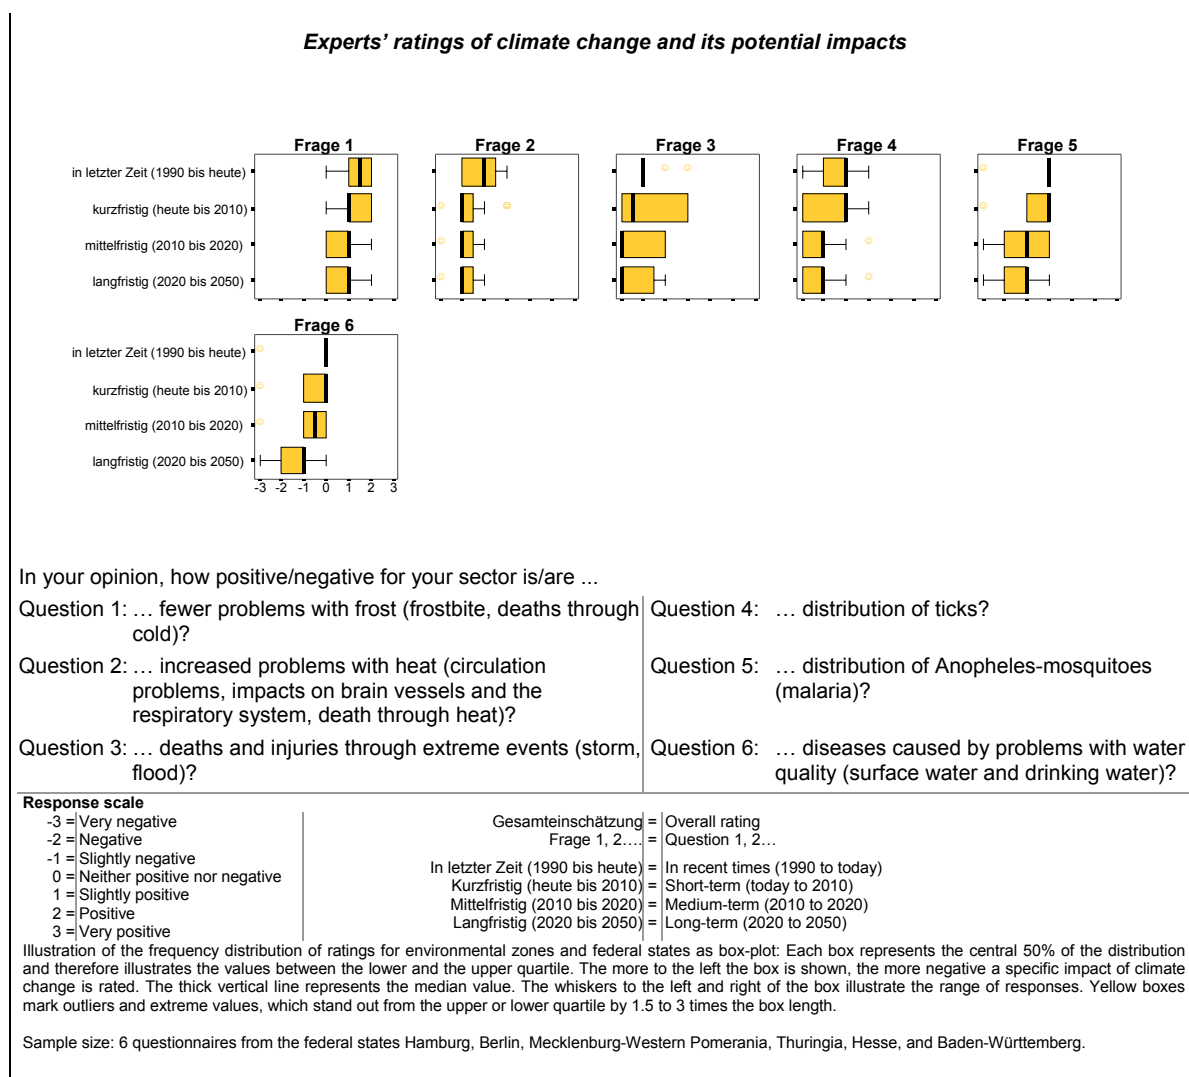 Experts' ratings of climate change and its potential impacts
Frage 1
Frage 2
Frage 3
Frage 4
Frage 5
in letzter Zeit (1990 bis heute)
kurzfristig (heute bis 2010)
mittelfristig (2010 bis 2020)
langfristig (2020 bis 2050)
Frage 6
in letzter Zeit (1990 bis heute)
kurzfristig (heute bis 2010)
mittelfristig (2010 bis 2020)
langfristig (2020 bis 2050)
-3 -2 -1 0 1 2 3
In your opinion, how positive/negative for your sector is/are ...
Question 1: … fewer problems with frost (frostbite, deaths through
cold)?
Question 2: … increased problems with heat (circulation
problems, impacts on brain vessels and the
respiratory system, death through heat)?
Question 3: … deaths and injuries through extreme events (storm,
flood)?
Question 4: … distribution of ticks?
Question 5: … distribution of Anopheles-mosquitoes
(malaria)?
Question 6: … diseases caused by problems with water
quality (surface water and drinking water)?
Response scale
-3 = Very negative
-2 = Negative
-1 = Slightly negative
0 = Neither positive nor negative
1 = Slightly positive
2 = Positive
3 = Very positive
Gesamteinschätzung = Overall rating
Frage 1, 2…. = Question 1, 2…
In letzter Zeit (1990 bis heute) = In recent times (1990 to today)
Kurzfristig (heute bis 2010) = Short-term (today to 2010)
Mittelfristig (2010 bis 2020) = Medium-term (2010 to 2020)
Langfristig (2020 bis 2050) = Long-term (2020 to 2050)
Illustration of the frequency distribution of ratings for environmental zones and federal states as box-plot: Each box represents the central 50% of the distribution
and therefore illustrates the values between the lower and the upper quartile. The more to the left the box is shown, the more negative a specific impact of climate
change is rated. The thick vertical line represents the median value. The whiskers to the left and right of the box illustrate the range of responses. Yellow boxes
mark outliers and extreme values, which stand out from the upper or lower quartile by 1.5 to 3 times the box length.
Sample size: 6 questionnaires from the federal states Hamburg, Berlin, Mecklenburg-Western Pomerania, Thuringia, Hesse, and Baden-Württemberg.